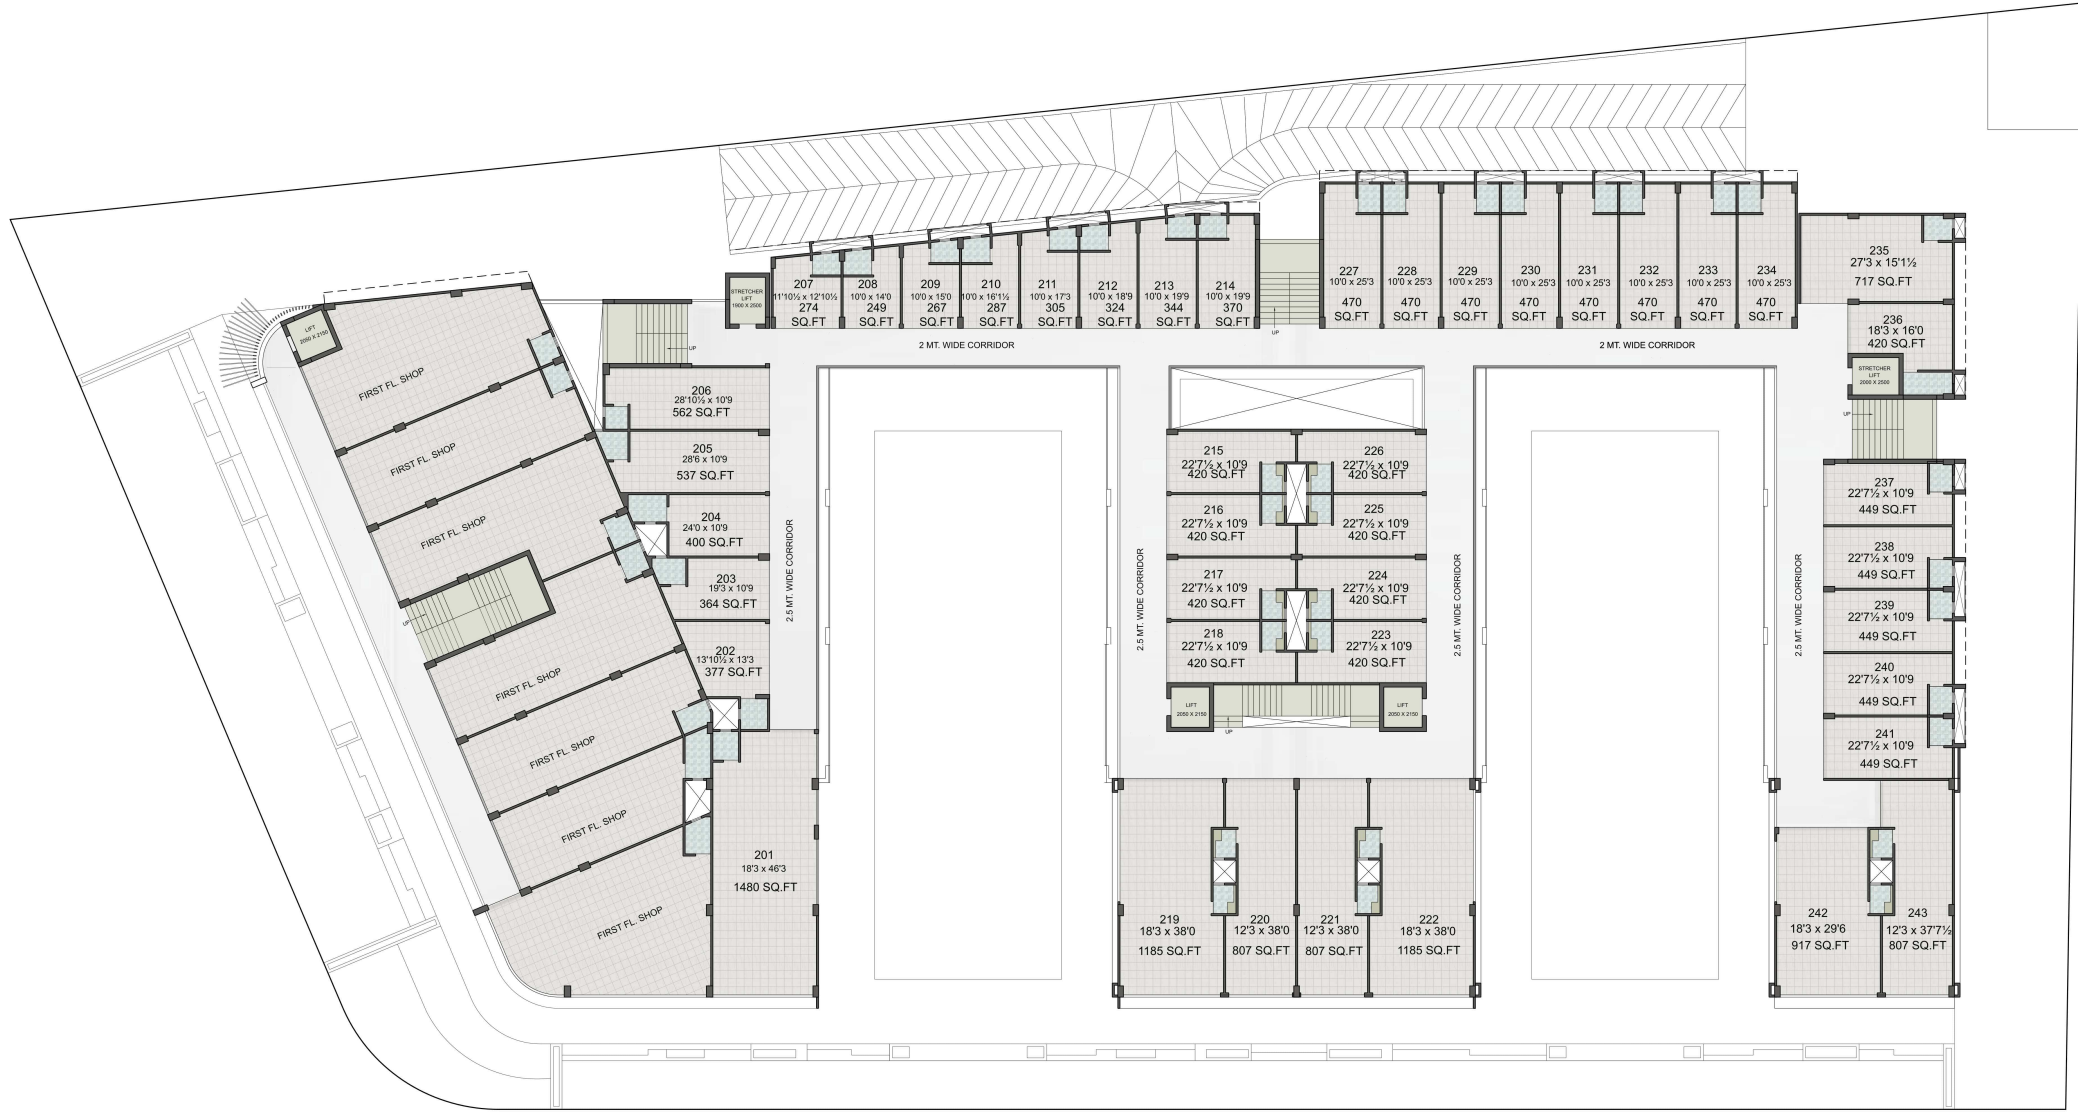 STRETCHER
LIFT
1900 X 2500
207
11'10½ x 12'10½
274
SQ.FT
208
10'0 x 14'0
249
SQ.FT
209
10'0 x 15'0
267
SQ.FT
210
10'0 x 16'1½
287
SQ.FT
211
10'0 x 17'3
305
SQ.FT
212
10'0 x 18'9
324
SQ.FT
213
10'0 x 19'9
344
SQ.FT
214
10'0 x 19'9
370
SQ.FT
UP
227
10'0 x 25'3
470
SQ.FT
228
10'0 x 25'3
470
SQ.FT
229
10'0 x 25'3
470
SQ.FT
230
10'0 x 25'3
470
SQ.FT
231
10'0 x 25'3
470
SQ.FT
232
10'0 x 25'3
470
SQ.FT
233
10'0 x 25'3
470
SQ.FT
234
10'0 x 25'3
470
SQ.FT
235
27'3 x 15'1½
717 SQ.FT
236
18'3 x 16'0
420 SQ.FT
STRETCHER
LIFT
2000 X 2500
UP
2 MT. WIDE CORRIDOR
2 MT. WIDE CORRIDOR
LIFT
2050 X 2150
UP
FIRST FL. SHOP
FIRST FL. SHOP
FIRST FL. SHOP
UP
FIRST FL. SHOP
FIRST FL. SHOP
FIRST FL. SHOP
FIRST FL. SHOP
206
28'10½ x 10'9
562 SQ.FT
205
28'6 x 10'9
537 SQ.FT
204
24'0 x 10'9
400 SQ.FT
203
19'3 x 10'9
364 SQ.FT
202
13'10½ x 13'3
377 SQ.FT
201
18'3 x 46'3
1480 SQ.FT
2.5 MT. WIDE CORRIDOR
2.5 MT. WIDE CORRIDOR
215
22'7½ x 10'9
420 SQ.FT
226
22'7½ x 10'9
420 SQ.FT
216
22'7½ x 10'9
420 SQ.FT
225
22'7½ x 10'9
420 SQ.FT
217
22'7½ x 10'9
420 SQ.FT
224
22'7½ x 10'9
420 SQ.FT
218
22'7½ x 10'9
420 SQ.FT
223
22'7½ x 10'9
420 SQ.FT
LIFT
2050 X 2150
UP
LIFT
2050 X 2150
2.5 MT. WIDE CORRIDOR
2.5 MT. WIDE CORRIDOR
237
22'7½ x 10'9
449 SQ.FT
238
22'7½ x 10'9
449 SQ.FT
239
22'7½ x 10'9
449 SQ.FT
240
22'7½ x 10'9
449 SQ.FT
241
22'7½ x 10'9
449 SQ.FT
219
18'3 x 38'0
1185 SQ.FT
220
12'3 x 38'0
807 SQ.FT
221
12'3 x 38'0
807 SQ.FT
222
18'3 x 38'0
1185 SQ.FT
242
18'3 x 29'6
917 SQ.FT
243
12'3 x 37'7½
807 SQ.FT